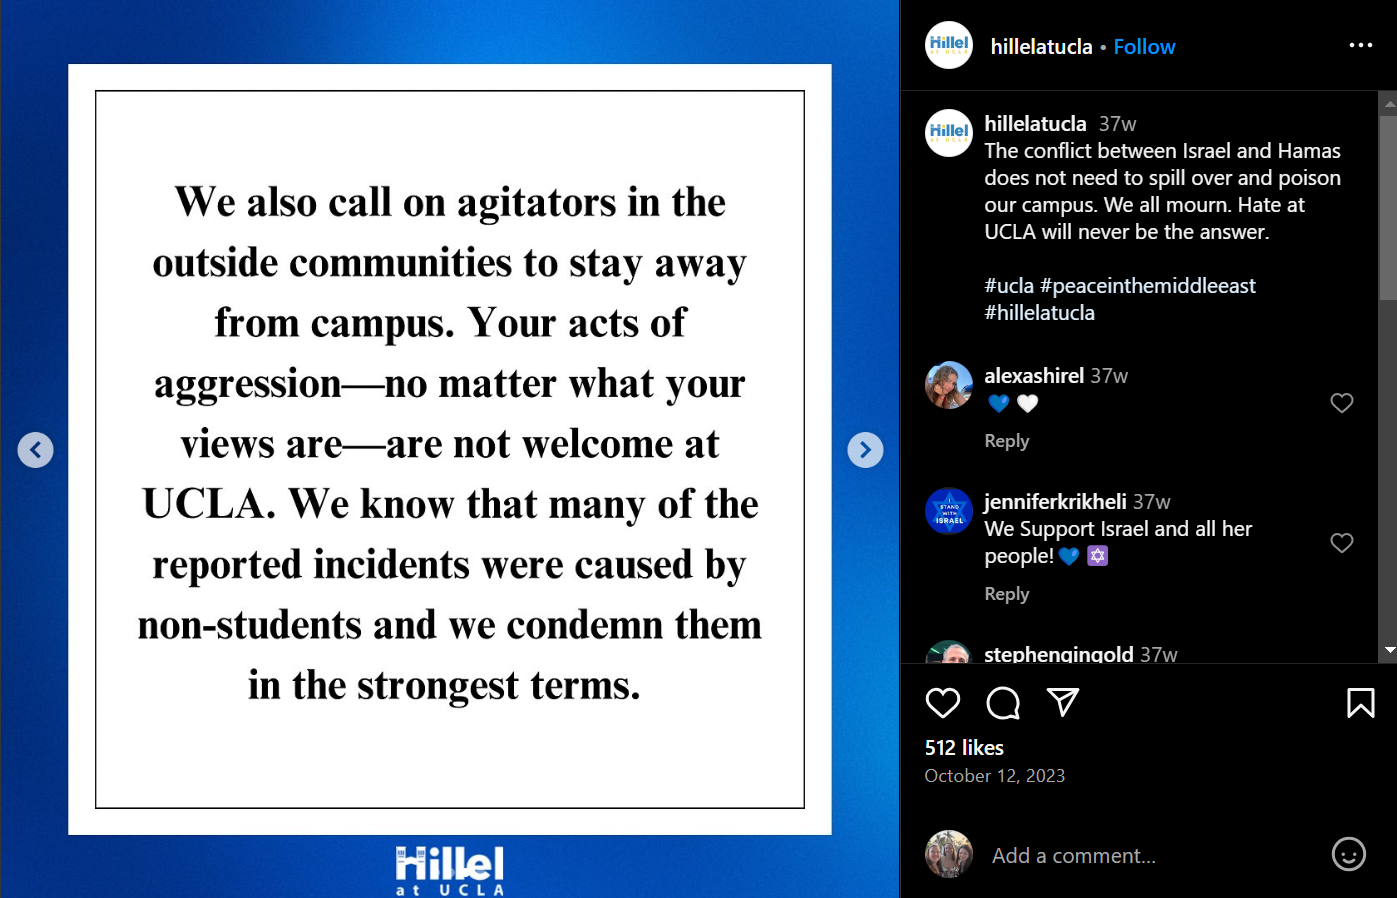 We also call on agitators in the
outside communities to stay away
from campus. Your acts of
aggression—no matter what your
views are—are not welcome at
UCLA. We know that many of the
reported incidents were caused by
non-students and we condemn them
in the strongest terms.
Hillel
at UCLA
Hillel
at UCLA
hillelatucla • Follow
Hillel
at UCLA
hillelatucla 37w
The conflict between Israel and Hamas
does not need to spill over and poison
our campus. We all mourn. Hate at
UCLA will never be the answer.
#ucla #peaceinthemiddleeast
#hillelatucla
alexashirel 37w
💙 🤍
Reply
I
STAND
WITH
ISRAEL
jenniferkrikheli 37w
We Support Israel and all her
people!💙 🔯
Reply
stephengingold 37w
512 likes
October 12, 2023
Add a comment...